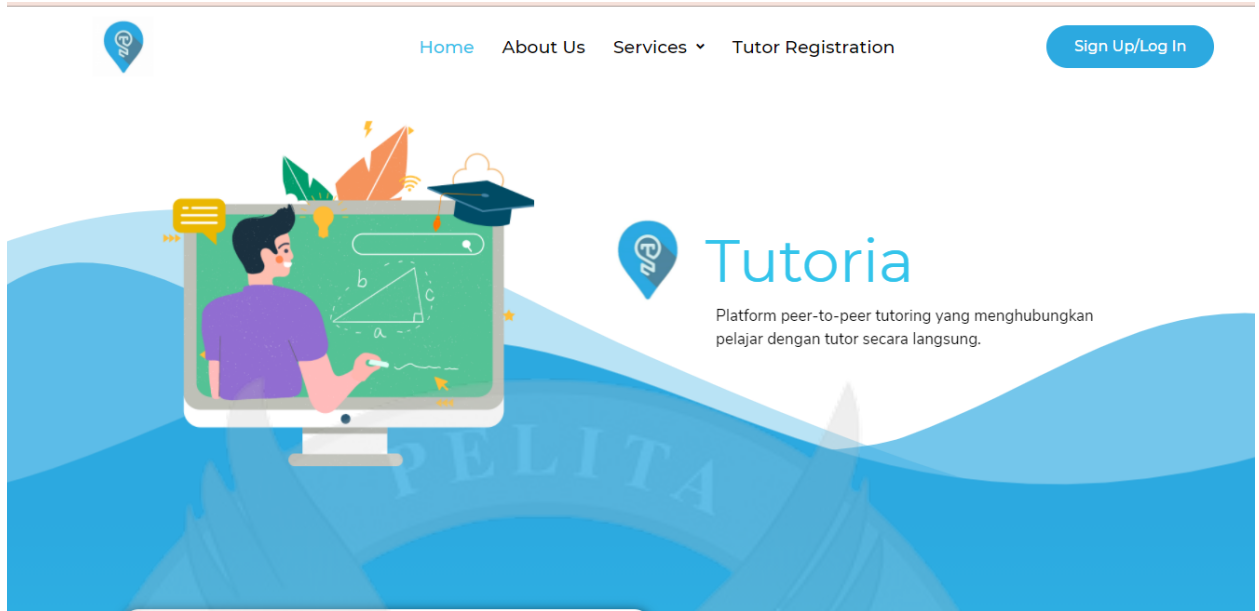 Home About Us Services Tutor Registration Sign Up/Log In
b
c
a
Tutoria
Platform peer-to-peer tutoring yang menghubungkan
pelajar dengan tutor secara langsung.
PELITA